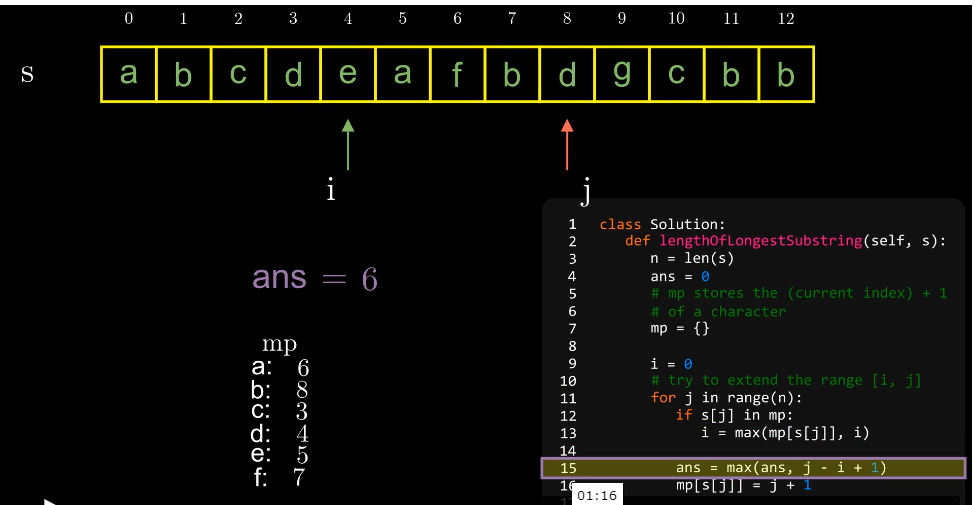 0 1 2 3 4 5 6 7 8 9 10 11 12
s a b c d e a f b d g c b b
i j
ans = 6
mp
a: 6
b: 8
c: 3
d: 4
e: 5
f: 7
1 class Solution:
2 def lengthOfLongestSubstring(self, s):
3 n = len(s)
4 ans = 0
5 # mp stores the (current index) + 1
6 # of a character
7 mp = {}
8
9 i = 0
10 # try to extend the range [i, j]
11 for j in range(n):
12 if s[j] in mp:
13 i = max(mp[s[j]], i)
14
15 ans = max(ans, j - i + 1)
16 mp[s[j]] = j + 1
01:16